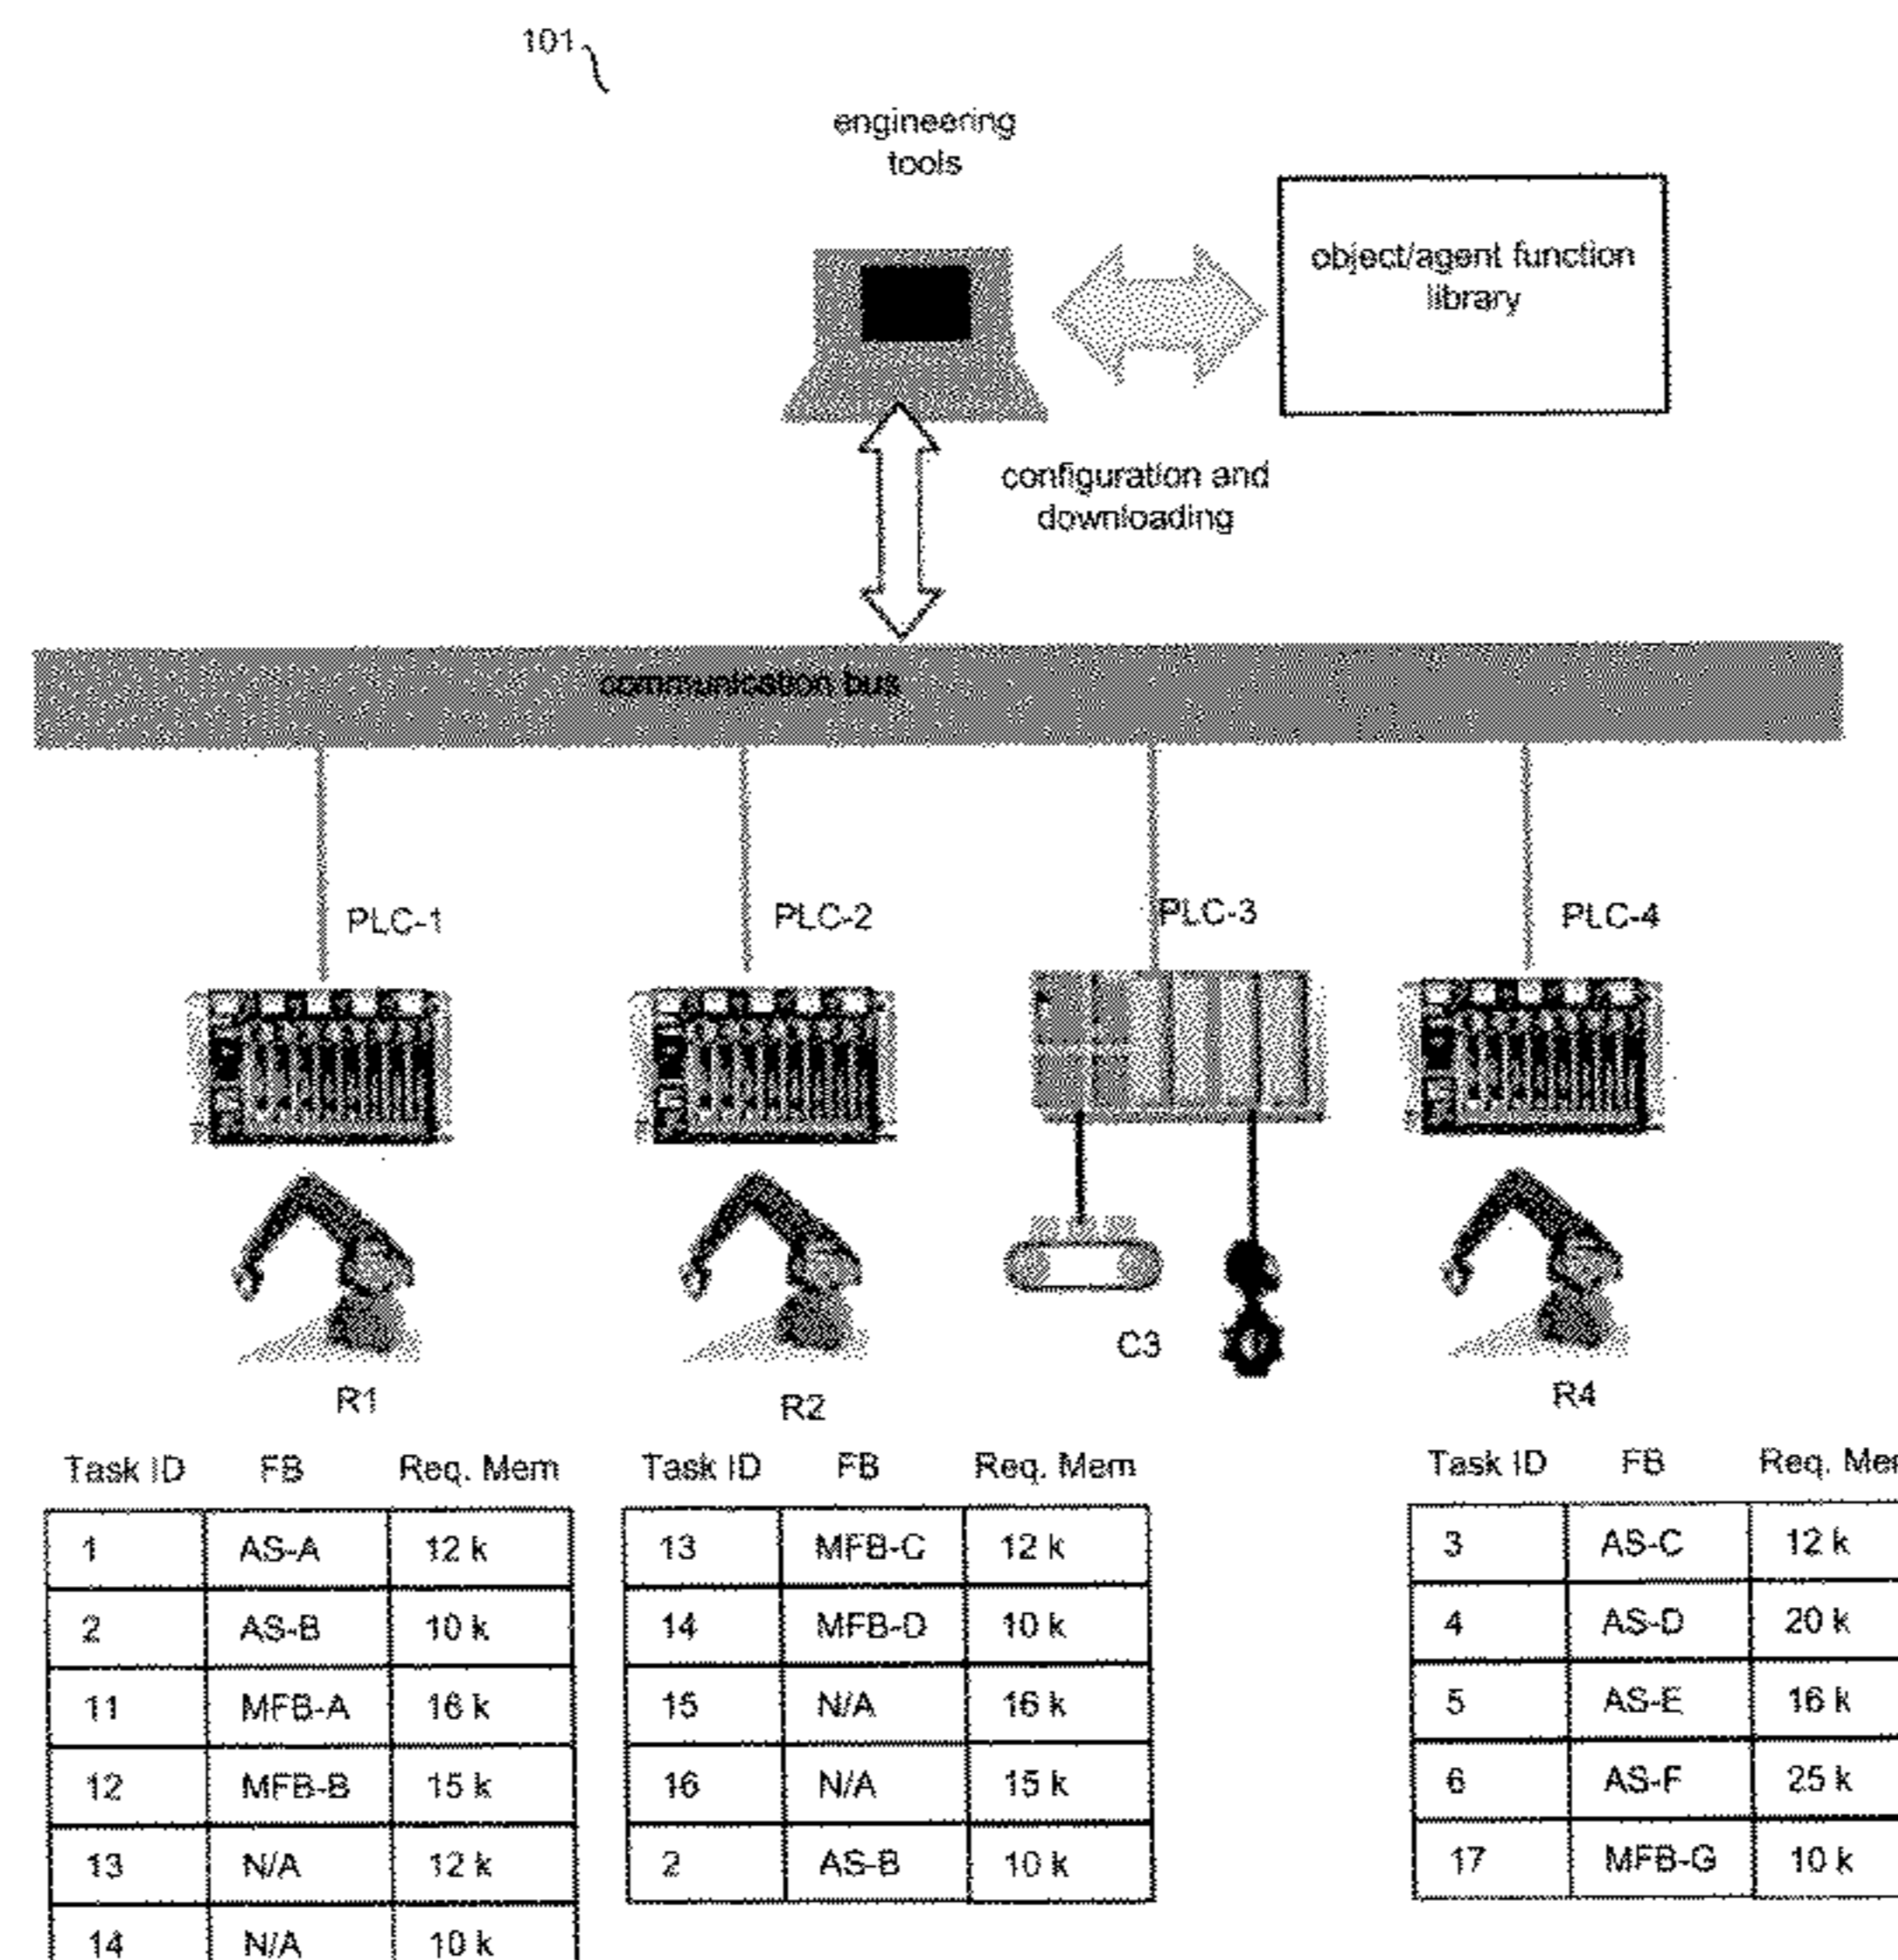 101
engineering
tools
object/agent function
library
configuration and
downloading
communication bus
PLC-1
PLC-2
PLC-3
PLC-4
C3
R1
R2
R4
Task ID FB Req. Mem
1 AS-A 12 k
2 AS-B 10 k
11 MFB-A 16 k
12 MFB-B 15 k
13 N/A 12 k
14 N/A 10 k
Task ID FB Req. Mem
13 MFB-C 12 k
14 MFB-D 10 k
15 N/A 16 k
16 N/A 15 k
2 AS-B 10 k
Task ID FB Req.
3 AS-C 12 k
4 AS-D 20 k
5 AS-E 16 k
6 AS-F 25 k
17 MFB-G 10 k